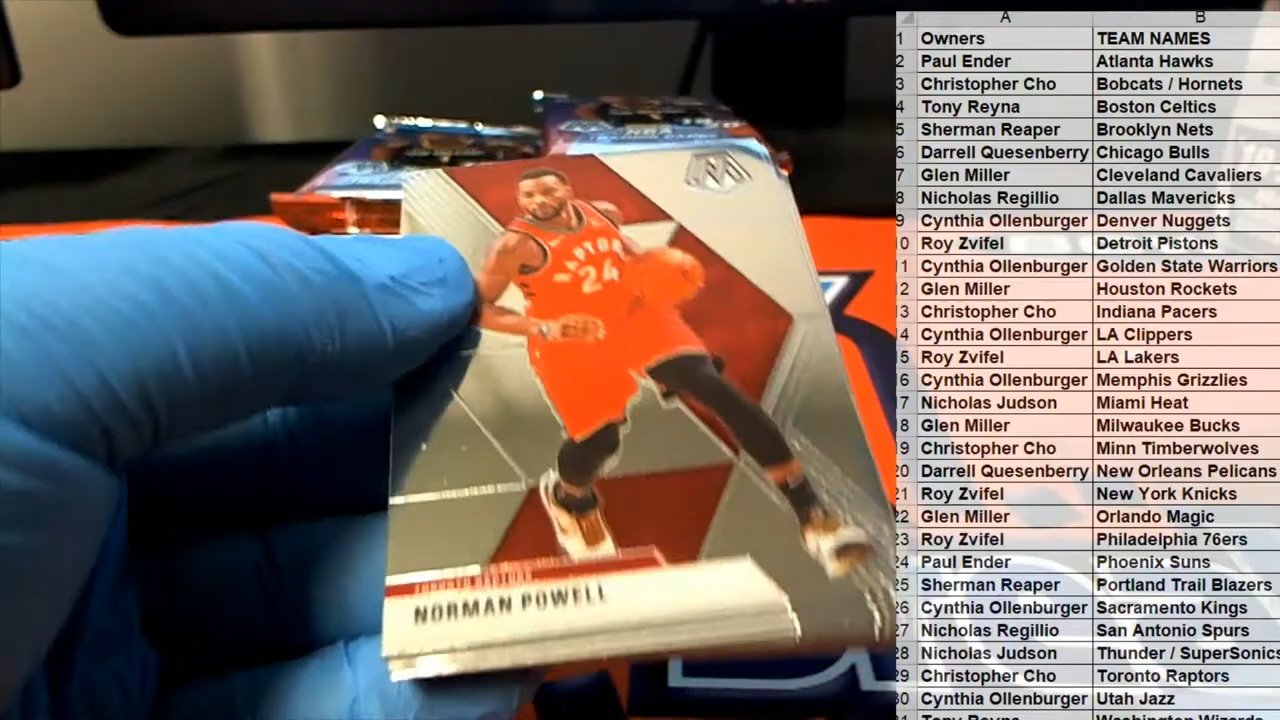 RAPTORS
24
TORONTO RAPTORS
NORMAN POWELL
A B
1 Owners TEAM NAMES
2 Paul Ender Atlanta Hawks
3 Christopher Cho Bobcats / Hornets
4 Tony Reyna Boston Celtics
5 Sherman Reaper Brooklyn Nets
6 Darrell Quesenberry Chicago Bulls
7 Glen Miller Cleveland Cavaliers
8 Nicholas Regillio Dallas Mavericks
9 Cynthia Ollenburger Denver Nuggets
10 Roy Zvifel Detroit Pistons
11 Cynthia Ollenburger Golden State Warriors
12 Glen Miller Houston Rockets
13 Christopher Cho Indiana Pacers
14 Cynthia Ollenburger LA Clippers
15 Roy Zvifel LA Lakers
16 Cynthia Ollenburger Memphis Grizzlies
17 Nicholas Judson Miami Heat
18 Glen Miller Milwaukee Bucks
19 Christopher Cho Minn Timberwolves
20 Darrell Quesenberry New Orleans Pelicans
21 Roy Zvifel New York Knicks
22 Glen Miller Orlando Magic
23 Roy Zvifel Philadelphia 76ers
24 Paul Ender Phoenix Suns
25 Sherman Reaper Portland Trail Blazers
26 Cynthia Ollenburger Sacramento Kings
27 Nicholas Regillio San Antonio Spurs
28 Nicholas Judson Thunder / SuperSonics
29 Christopher Cho Toronto Raptors
30 Cynthia Ollenburger Utah Jazz
31 Tony Reyna Washington Wizards